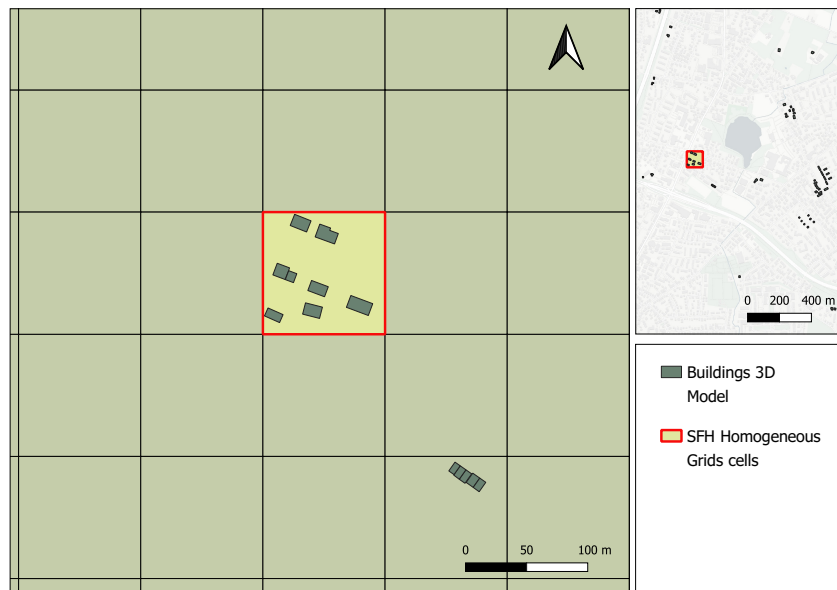 0 200 400 m
Buildings 3D
Model
SFH Homogeneous
Grids cells
0 50 100 m